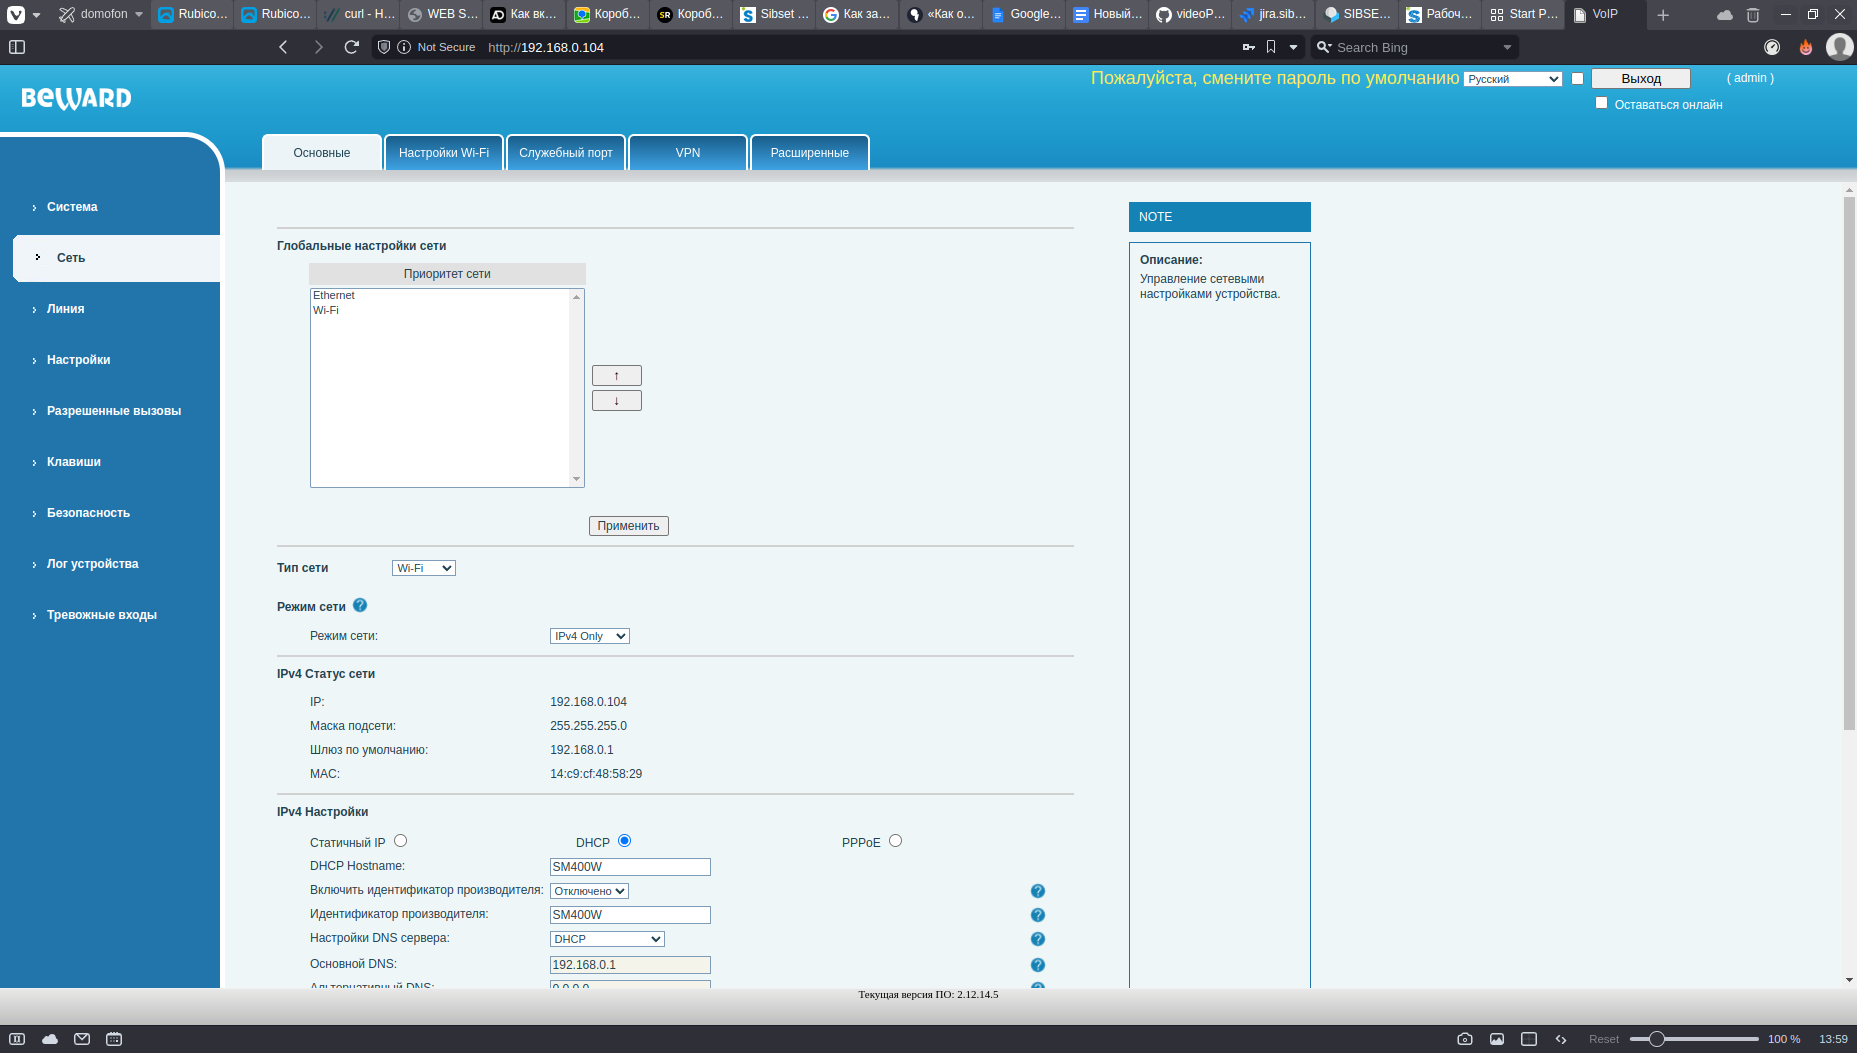 domofon
Rubico...
Rubico...
curl - H...
WEB S...
Как вк...
Короб...
SR
Короб...
Sibset ...
Как за...
«Как о...
Google...
Новый...
videoP...
jira.sib...
SIBSE...
Рабоч...
Start P...
VoIP
Not Secure
http://192.168.0.104
Search Bing
BEWARD
Пожалуйста, смените пароль по умолчанию
Русский
Выход
( admin )
Оставаться онлайн
Основные
Настройки Wi-Fi
Служебный порт
VPN
Расширенные
Система
Сеть
Линия
Настройки
Разрешенные вызовы
Клавиши
Безопасность
Лог устройства
Тревожные входы
Глобальные настройки сети
Приоритет сети
Ethernet
Wi-Fi
↑
↓
Применить
Тип сети
Wi-Fi
Режим сети
?
Режим сети:
IPv4 Only
IPv4 Статус сети
IP:
192.168.0.104
Маска подсети:
255.255.255.0
Шлюз по умолчанию:
192.168.0.1
MAC:
14:c9:cf:48:58:29
IPv4 Настройки
Статичный IP
DHCP
PPPoE
DHCP Hostname:
SM400W
Включить идентификатор производителя:
Отключено
?
Идентификатор производителя:
SM400W
?
Настройки DNS сервера:
DHCP
?
Основной DNS:
192.168.0.1
?
Альтернативный DNS:
0.0.0.0
NOTE
Описание:
Управление сетевыми
настройками устройства.
Текущая версия ПО: 2.12.14.5
Reset
100 %
13:59